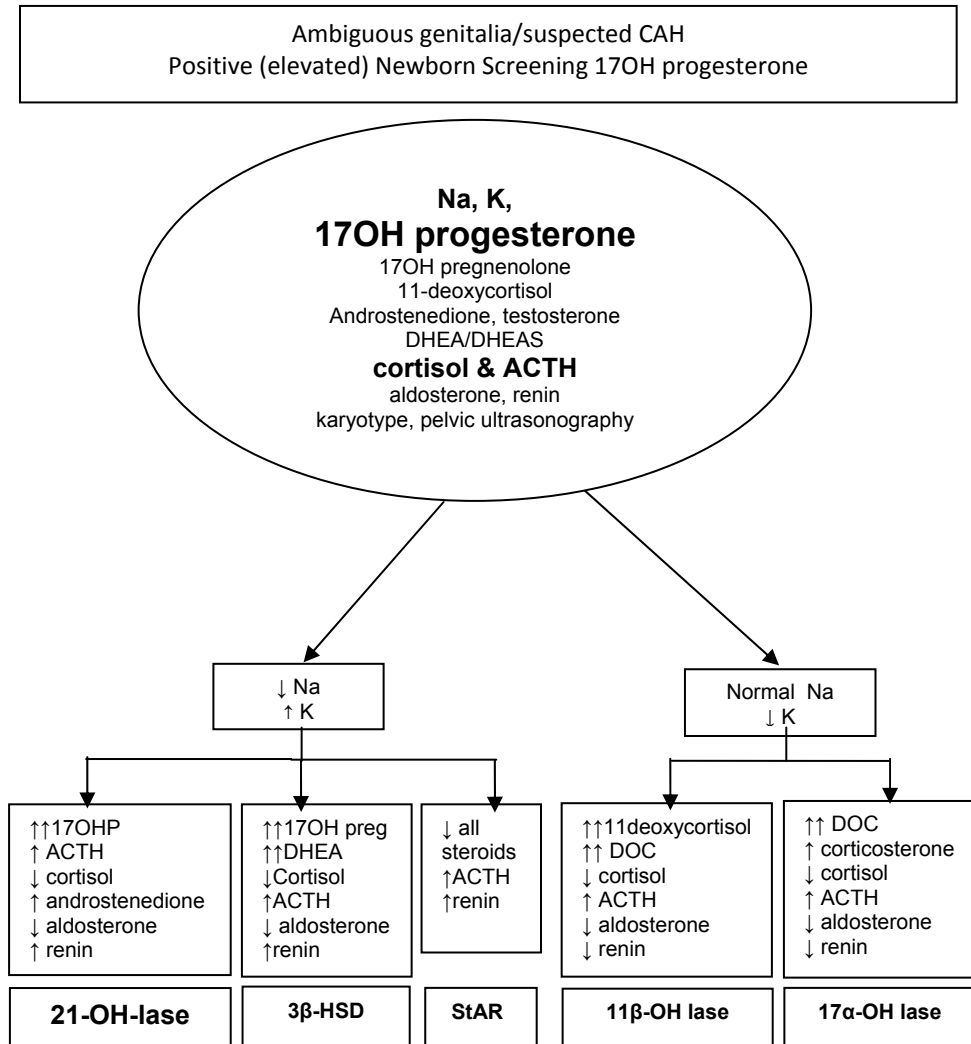 Ambiguous genitalia/suspected CAH
Positive (elevated) Newborn Screening 17OH progesterone
Na, K,
17OH progesterone
17OH pregnenolone
11-deoxycortisol
Androstenedione, testosterone
DHEA/DHEAS
cortisol & ACTH
aldosterone, renin
karyotype, pelvic ultrasonography
↓ Na
↑ K
Normal Na
↓ K
↑↑17OHP
↑ ACTH
↓ cortisol
↑ androstenedione
↓ aldosterone
↑ renin
↑↑17OH preg
↑↑DHEA
↓Cortisol
↑ACTH
↓ aldosterone
↑renin
↓ all
steroids
↑ACTH
↑renin
↑↑11deoxycortisol
↑↑ DOC
↓ cortisol
↑ ACTH
↓ aldosterone
↓ renin
↑↑ DOC
↑ corticosterone
↓ cortisol
↑ ACTH
↓ aldosterone
↓ renin
21-OH-lase
3β-HSD
StAR
11β-OH lase
17α-OH lase